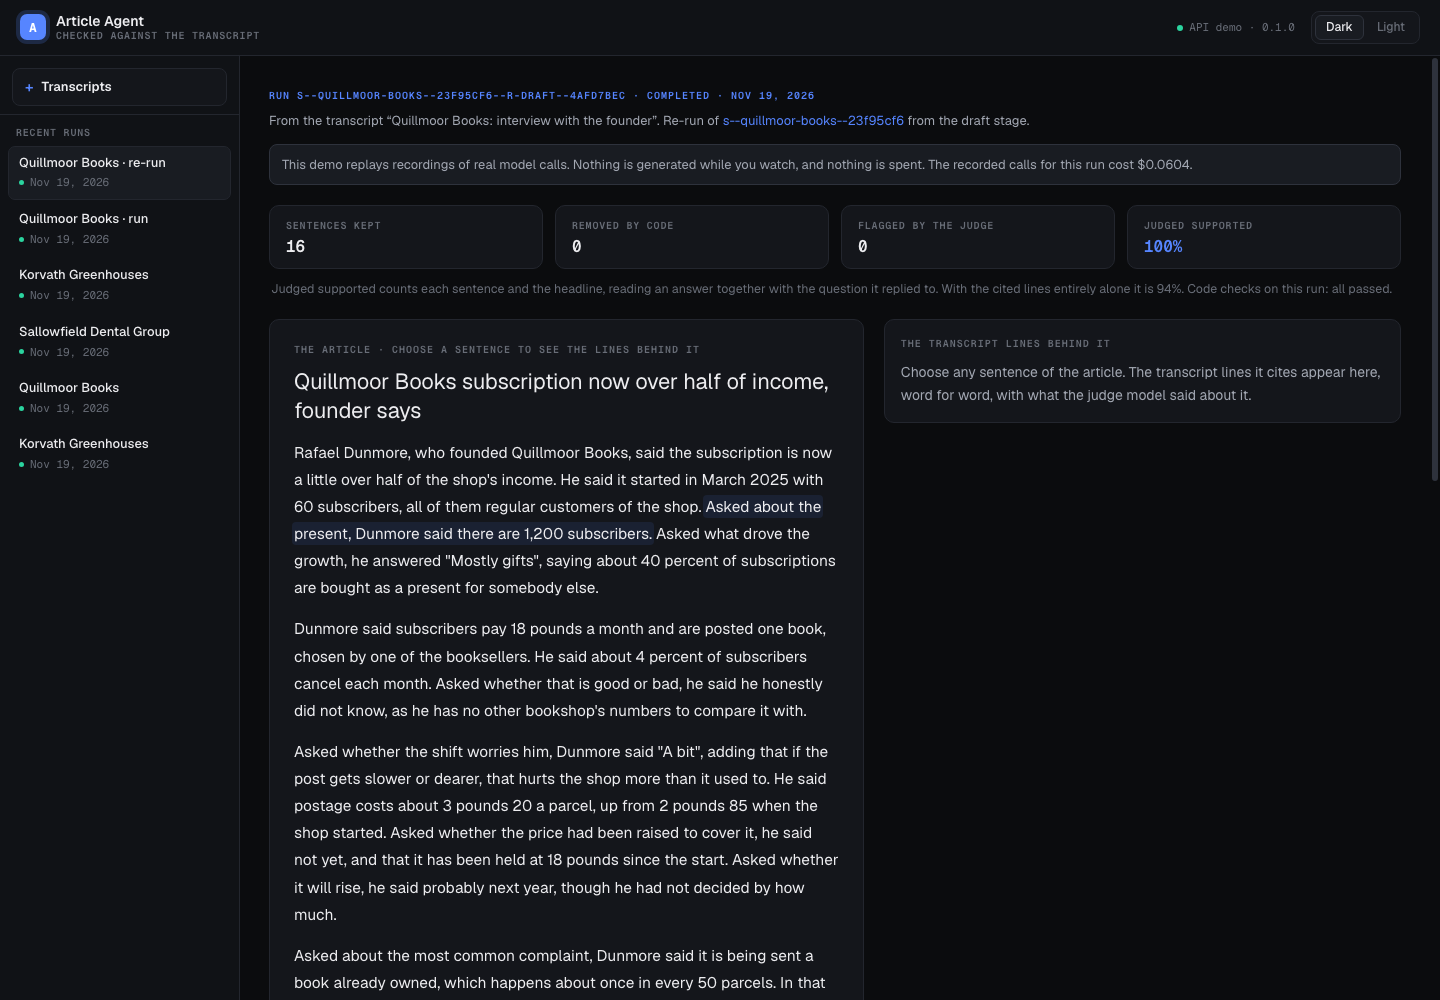 A
Article Agent
CHECKED AGAINST THE TRANSCRIPT
API demo · 0.1.0
Dark
Light
+ Transcripts
RECENT RUNS
Quillmoor Books · re-run
Nov 19, 2026
Quillmoor Books · run
Nov 19, 2026
Korvath Greenhouses
Nov 19, 2026
Sallowfield Dental Group
Nov 19, 2026
Quillmoor Books
Nov 19, 2026
Korvath Greenhouses
Nov 19, 2026
RUN S--QUILLMOOR-BOOKS--23F95CF6--R-DRAFT--4AFD7BEC · COMPLETED · NOV 19, 2026
From the transcript “Quillmoor Books: interview with the founder”. Re-run of s--quillmoor-books--23f95cf6 from the draft stage.
This demo replays recordings of real model calls. Nothing is generated while you watch, and nothing is spent. The recorded calls for this run cost $0.0604.
SENTENCES KEPT
16
REMOVED BY CODE
0
FLAGGED BY THE JUDGE
0
JUDGED SUPPORTED
100%
Judged supported counts each sentence and the headline, reading an answer together with the question it replied to. With the cited lines entirely alone it is 94%. Code checks on this run: all passed.
THE ARTICLE · CHOOSE A SENTENCE TO SEE THE LINES BEHIND IT
Quillmoor Books subscription now over half of income,
founder says
Rafael Dunmore, who founded Quillmoor Books, said the subscription is now
a little over half of the shop's income. He said it started in March 2025 with
60 subscribers, all of them regular customers of the shop. Asked about the
present, Dunmore said there are 1,200 subscribers. Asked what drove the
growth, he answered "Mostly gifts", saying about 40 percent of subscriptions
are bought as a present for somebody else.
Dunmore said subscribers pay 18 pounds a month and are posted one book,
chosen by one of the booksellers. He said about 4 percent of subscribers
cancel each month. Asked whether that is good or bad, he said he honestly
did not know, as he has no other bookshop's numbers to compare it with.
Asked whether the shift worries him, Dunmore said "A bit", adding that if the
post gets slower or dearer, that hurts the shop more than it used to. He said
postage costs about 3 pounds 20 a parcel, up from 2 pounds 85 when the
shop started. Asked whether the price had been raised to cover it, he said
not yet, and that it has been held at 18 pounds since the start. Asked whether
it will rise, he said probably next year, though he had not decided by how
much.
Asked about the most common complaint, Dunmore said it is being sent a
book already owned, which happens about once in every 50 parcels. In that
THE TRANSCRIPT LINES BEHIND IT
Choose any sentence of the article. The transcript lines it cites appear here,
word for word, with what the judge model said about it.